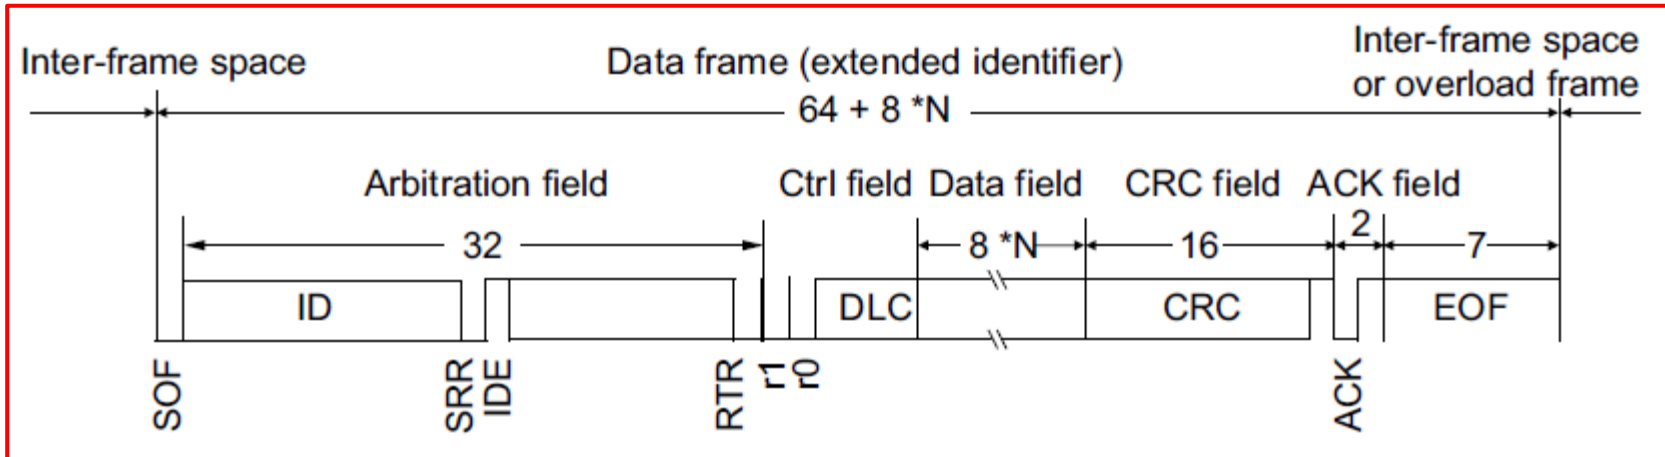 Inter-frame space
Data frame (extended identifier)
Inter-frame space
or overload frame
64 + 8 *N
Arbitration field
Ctrl field
Data field
CRC field
ACK field
32
8 *N
16
2
7
ID
DLC
CRC
EOF
SOF
SRR
IDE
RTR
r1
r0
ACK